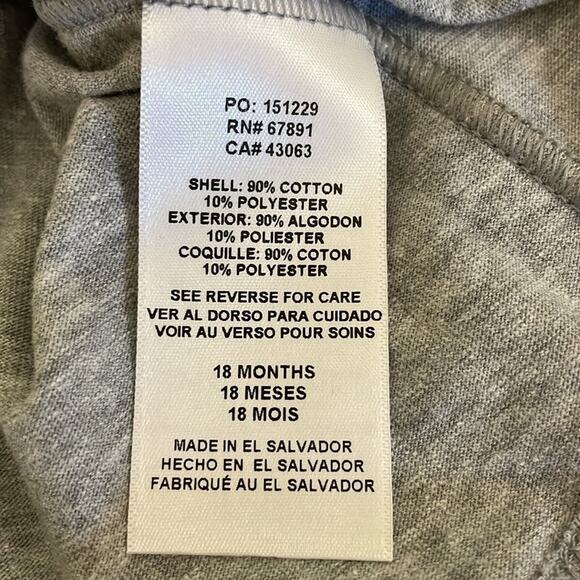 PO: 151229
RN# 67891
CA# 43063
SHELL: 90% COTTON
10% POLYESTER
EXTERIOR: 90% ALGODON
10% POLIESTER
COQUILLE: 90% COTON
10% POLYESTER
SEE REVERSE FOR CARE
VER AL DORSO PARA CUIDADO
VOIR AU VERSO POUR SOINS
18 MONTHS
18 MESES
18 MOIS
MADE IN EL SALVADOR
HECHO EN EL SALVADOR
FABRIQUÉ AU EL SALVADOR